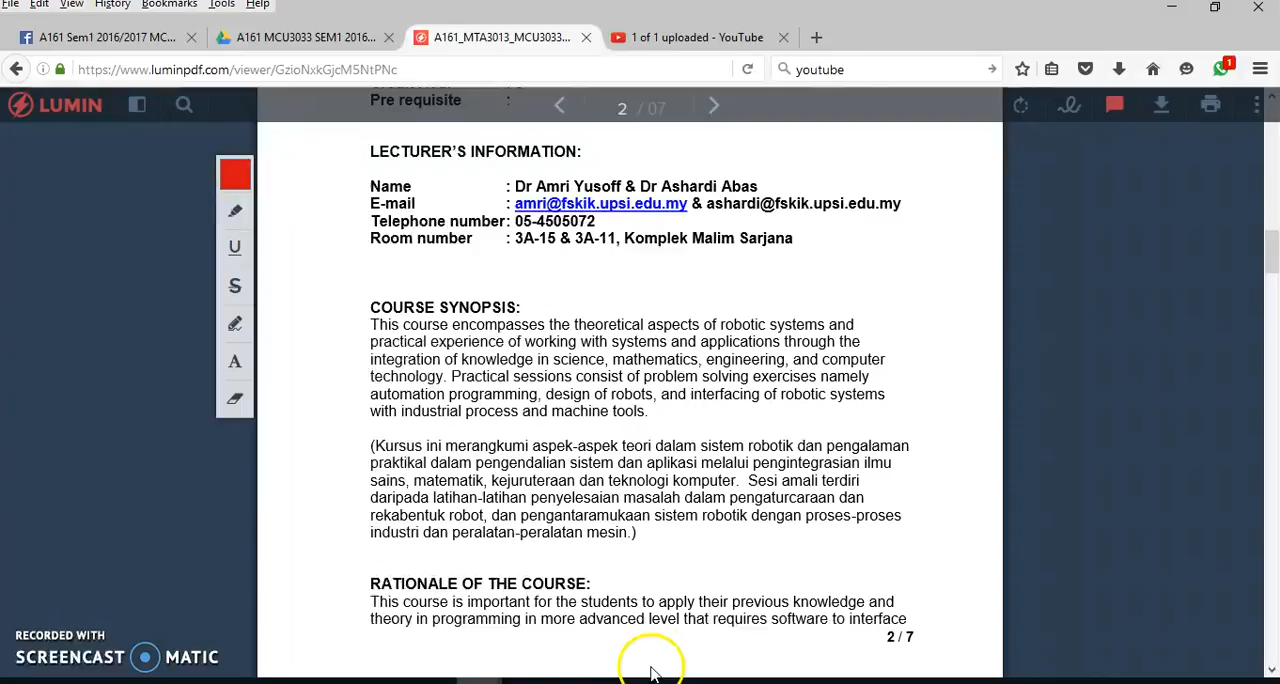 File Edit View History Bookmarks Tools Help
A161 Sem1 2016/2017 MC... A161 MCU3033 SEM1 2016... A161_MTA3013_MCU3033... 1 of 1 uploaded - YouTube
https://www.luminpdf.com/viewer/GzioNxkGjcM5NtPNc youtube 1
LUMIN 2 / 07
Pre requisite :
LECTURER'S INFORMATION:
Name : Dr Amri Yusoff & Dr Ashardi Abas
E-mail : amri@fskik.upsi.edu.my & ashardi@fskik.upsi.edu.my
Telephone number: 05-4505072
Room number : 3A-15 & 3A-11, Komplek Malim Sarjana
COURSE SYNOPSIS:
This course encompasses the theoretical aspects of robotic systems and
practical experience of working with systems and applications through the
integration of knowledge in science, mathematics, engineering, and computer
technology. Practical sessions consist of problem solving exercises namely
automation programming, design of robots, and interfacing of robotic systems
with industrial process and machine tools.
(Kursus ini merangkumi aspek-aspek teori dalam sistem robotik dan pengalaman
praktikal dalam pengendalian sistem dan aplikasi melalui pengintegrasian ilmu
sains, matematik, kejuruteraan dan teknologi komputer. Sesi amali terdiri
daripada latihan-latihan penyelesaian masalah dalam pengaturcaraan dan
rekabentuk robot, dan pengantaramukaan sistem robotik dengan proses-proses
industri dan peralatan-peralatan mesin.)
RATIONALE OF THE COURSE:
This course is important for the students to apply their previous knowledge and
theory in programming in more advanced level that requires software to interface
2 / 7
RECORDED WITH
SCREENCAST MATIC